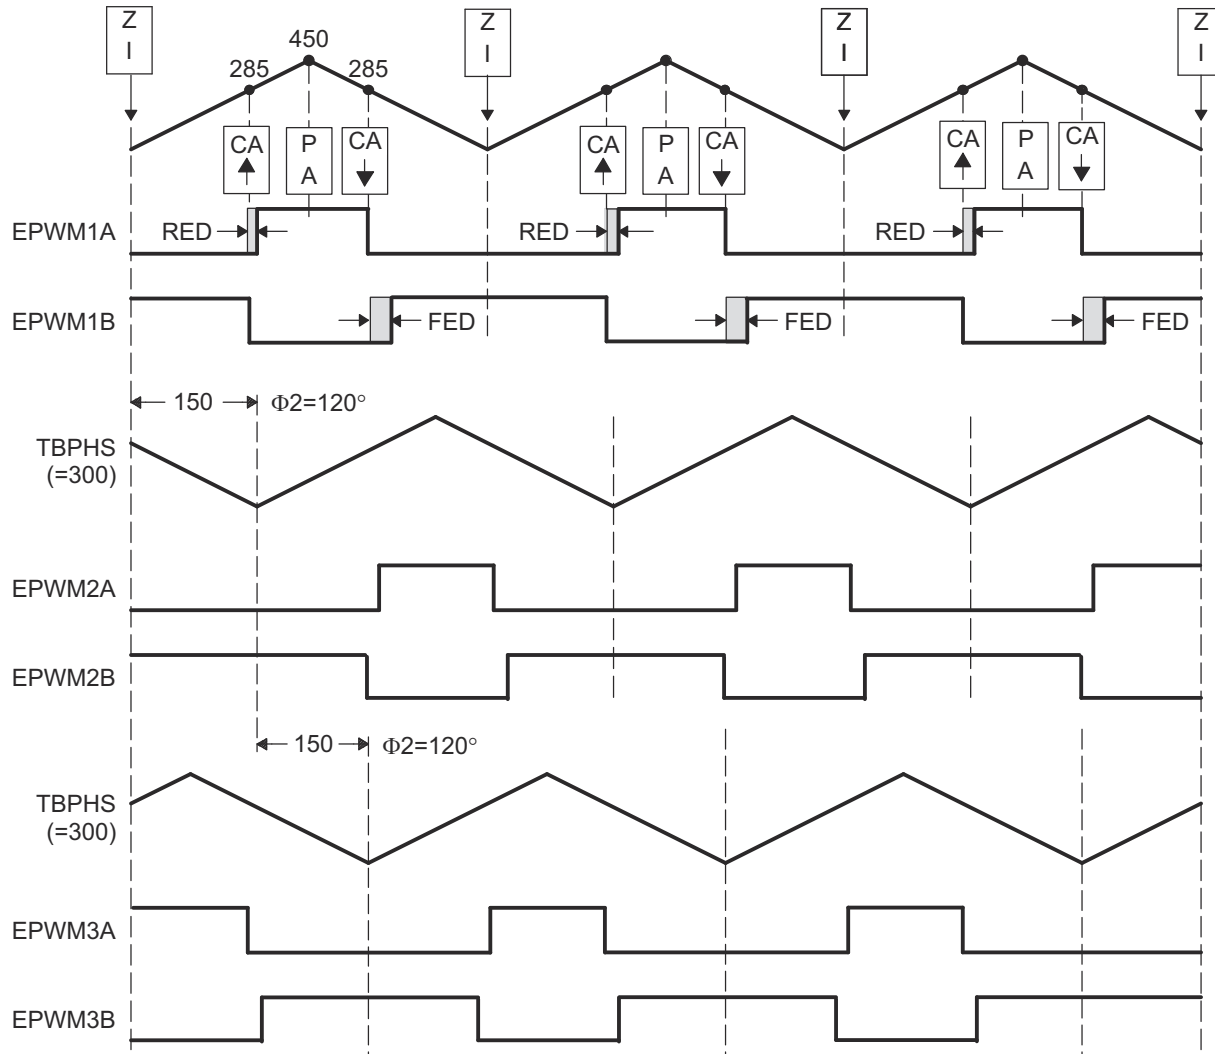 Z Z Z Z
I I I I
450
285 285
CA P CA CA P CA CA P CA
A A A
EPWM1A RED RED RED
EPWM1B FED FED FED
150 Φ2=120°
TBPHS
(=300)
EPWM2A
EPWM2B
150 Φ2=120°
TBPHS
(=300)
EPWM3A
EPWM3B